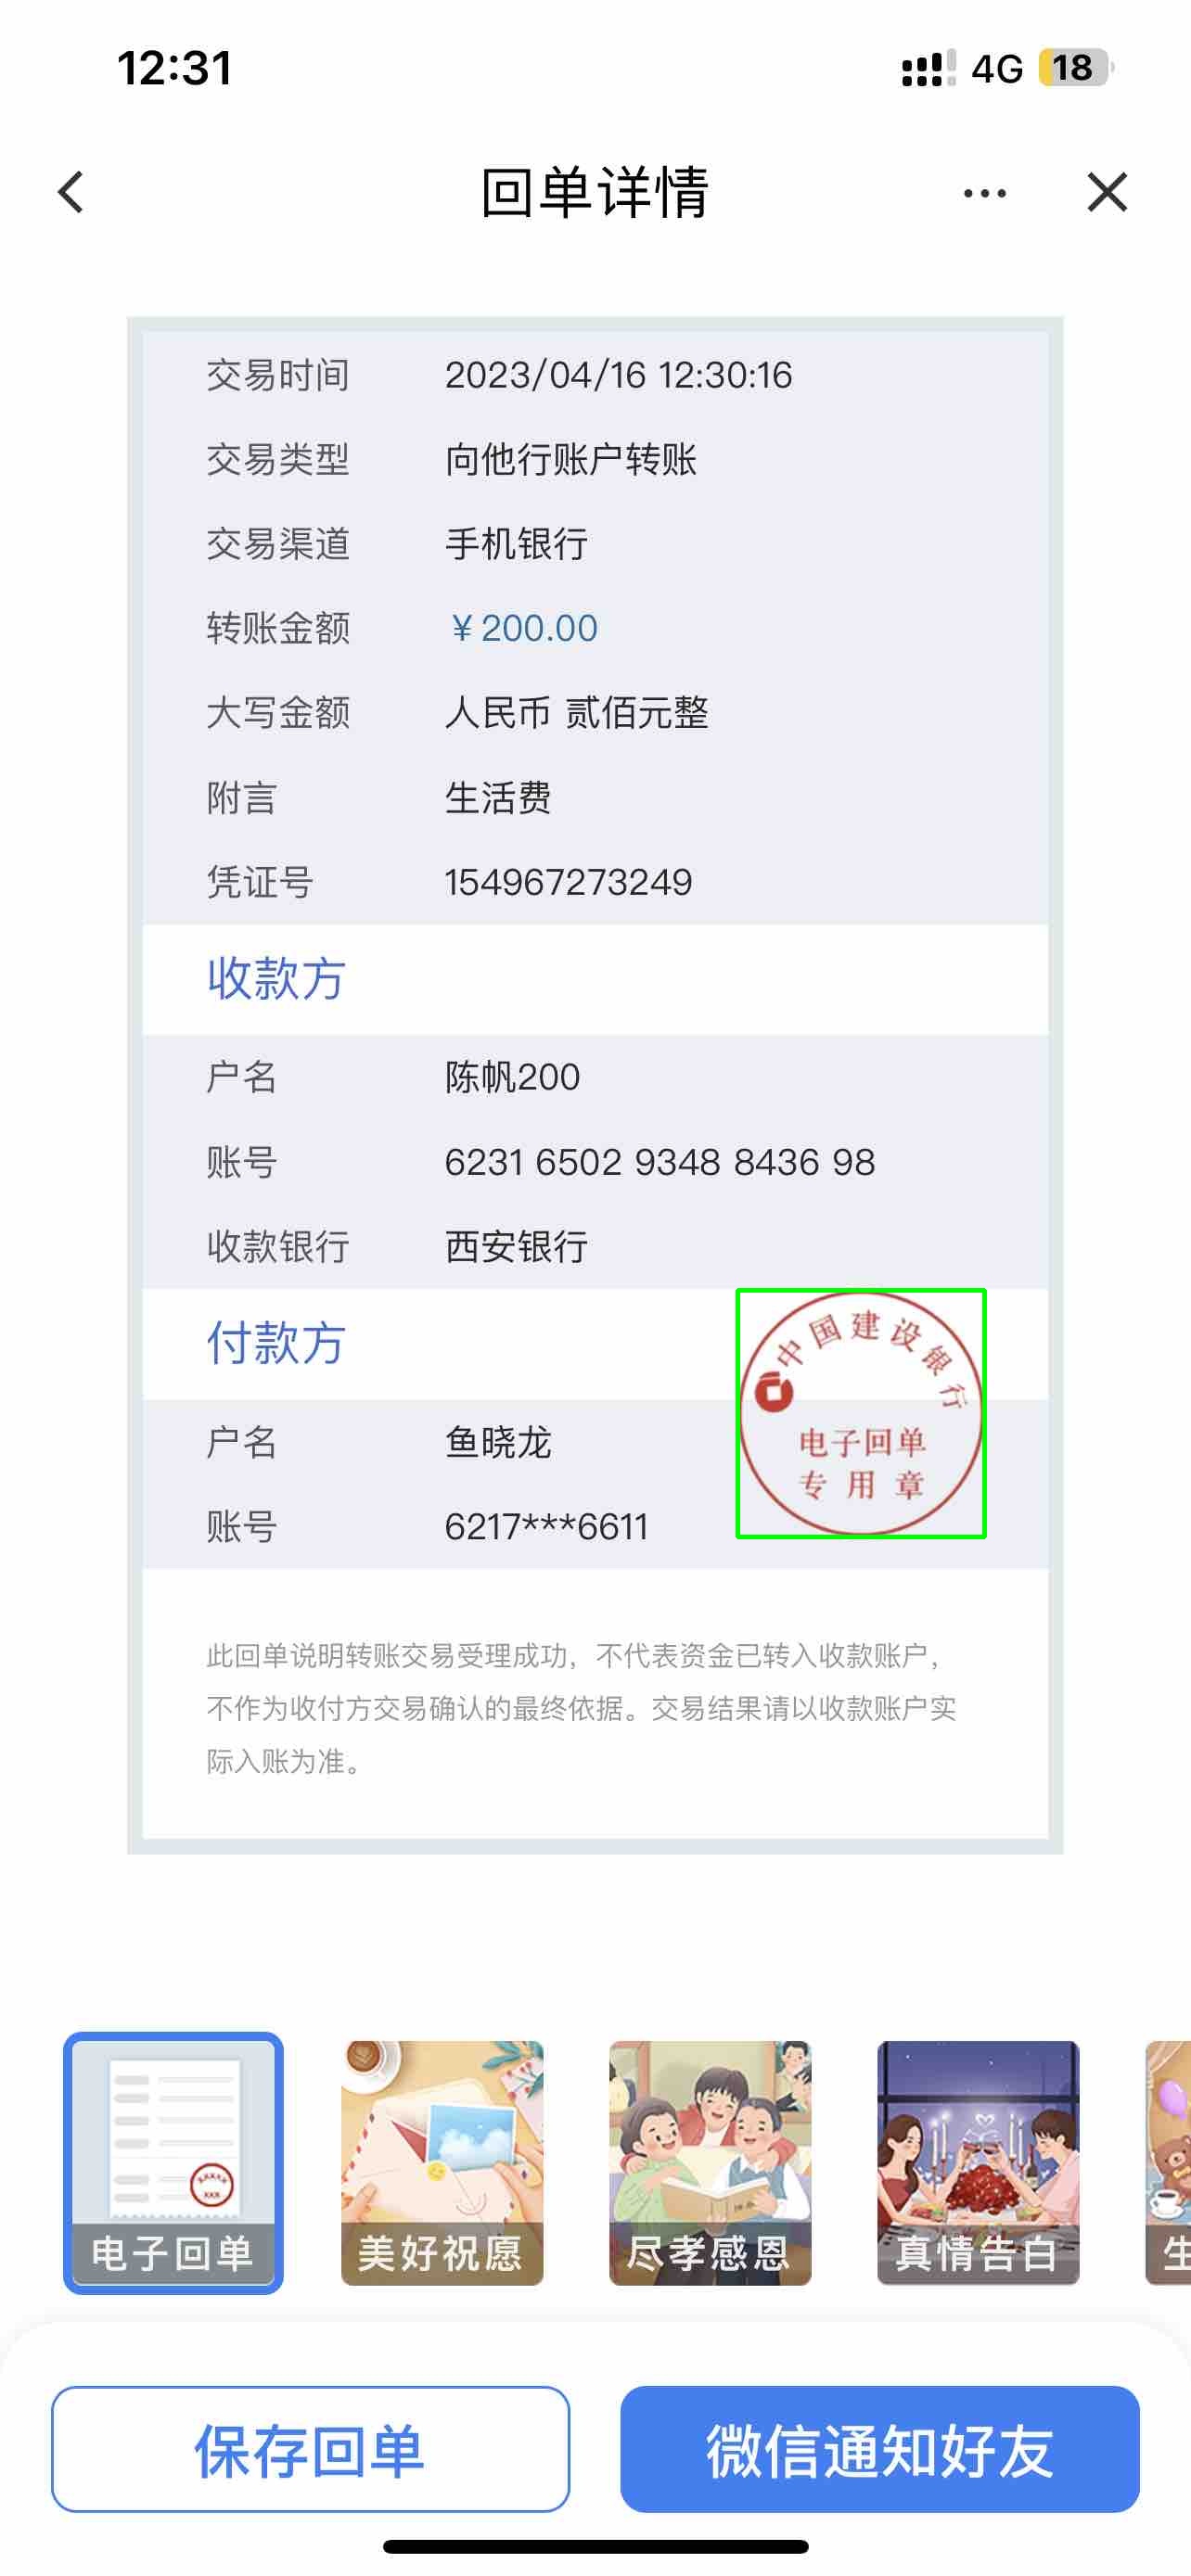 12:31
4G 18
回单详情
交易时间 2023/04/16 12:30:16
交易类型 向他行账户转账
交易渠道 手机银行
转账金额 ¥200.00
大写金额 人民币 贰佰元整
附言 生活费
凭证号 154967273249
收款方
户名 陈帆200
账号 6231 6502 9348 8436 98
收款银行 西安银行
付款方
中国建设银行
电子回单
专用章
户名 鱼晓龙
账号 6217***6611
此回单说明转账交易受理成功，不代表资金已转入收款账户，
不作为收付方交易确认的最终依据。交易结果请以收款账户实
际入账为准。
电子回单
美好祝愿
尽孝感恩
真情告白
保存回单
微信通知好友